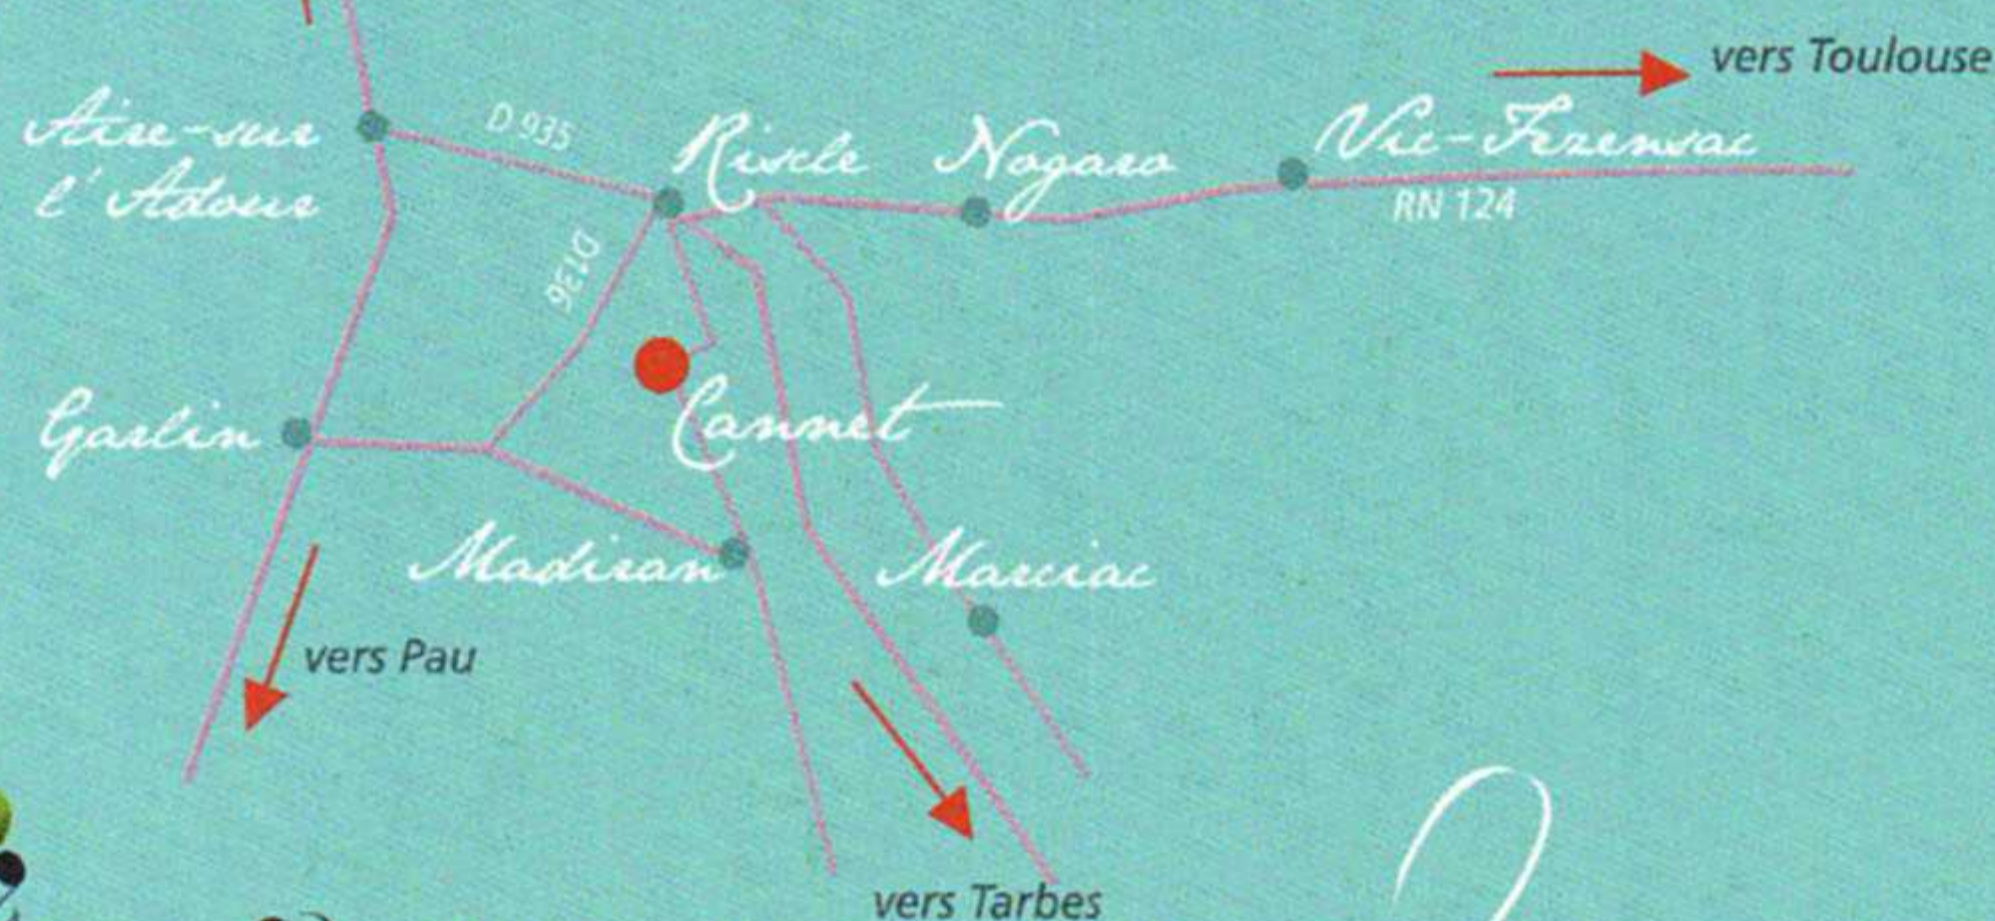 vers Toulouse
Aire-sur
l'Adour
D 935
Riscle
Nogaro
Vic-Fezensac
RN 124
D136
Garlin
Cannet
Madiran
Marciac
vers Pau
vers Tarbes